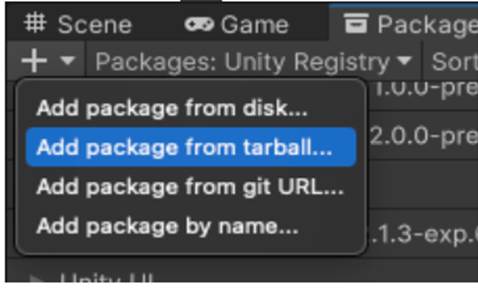 Scene Game Package
Packages: Unity Registry Sort
1.0.0-pre
Add package from disk...
2.0.0-pre
Add package from tarball...
Add package from git URL...
.1.3-exp.
Add package by name...
Unity UI